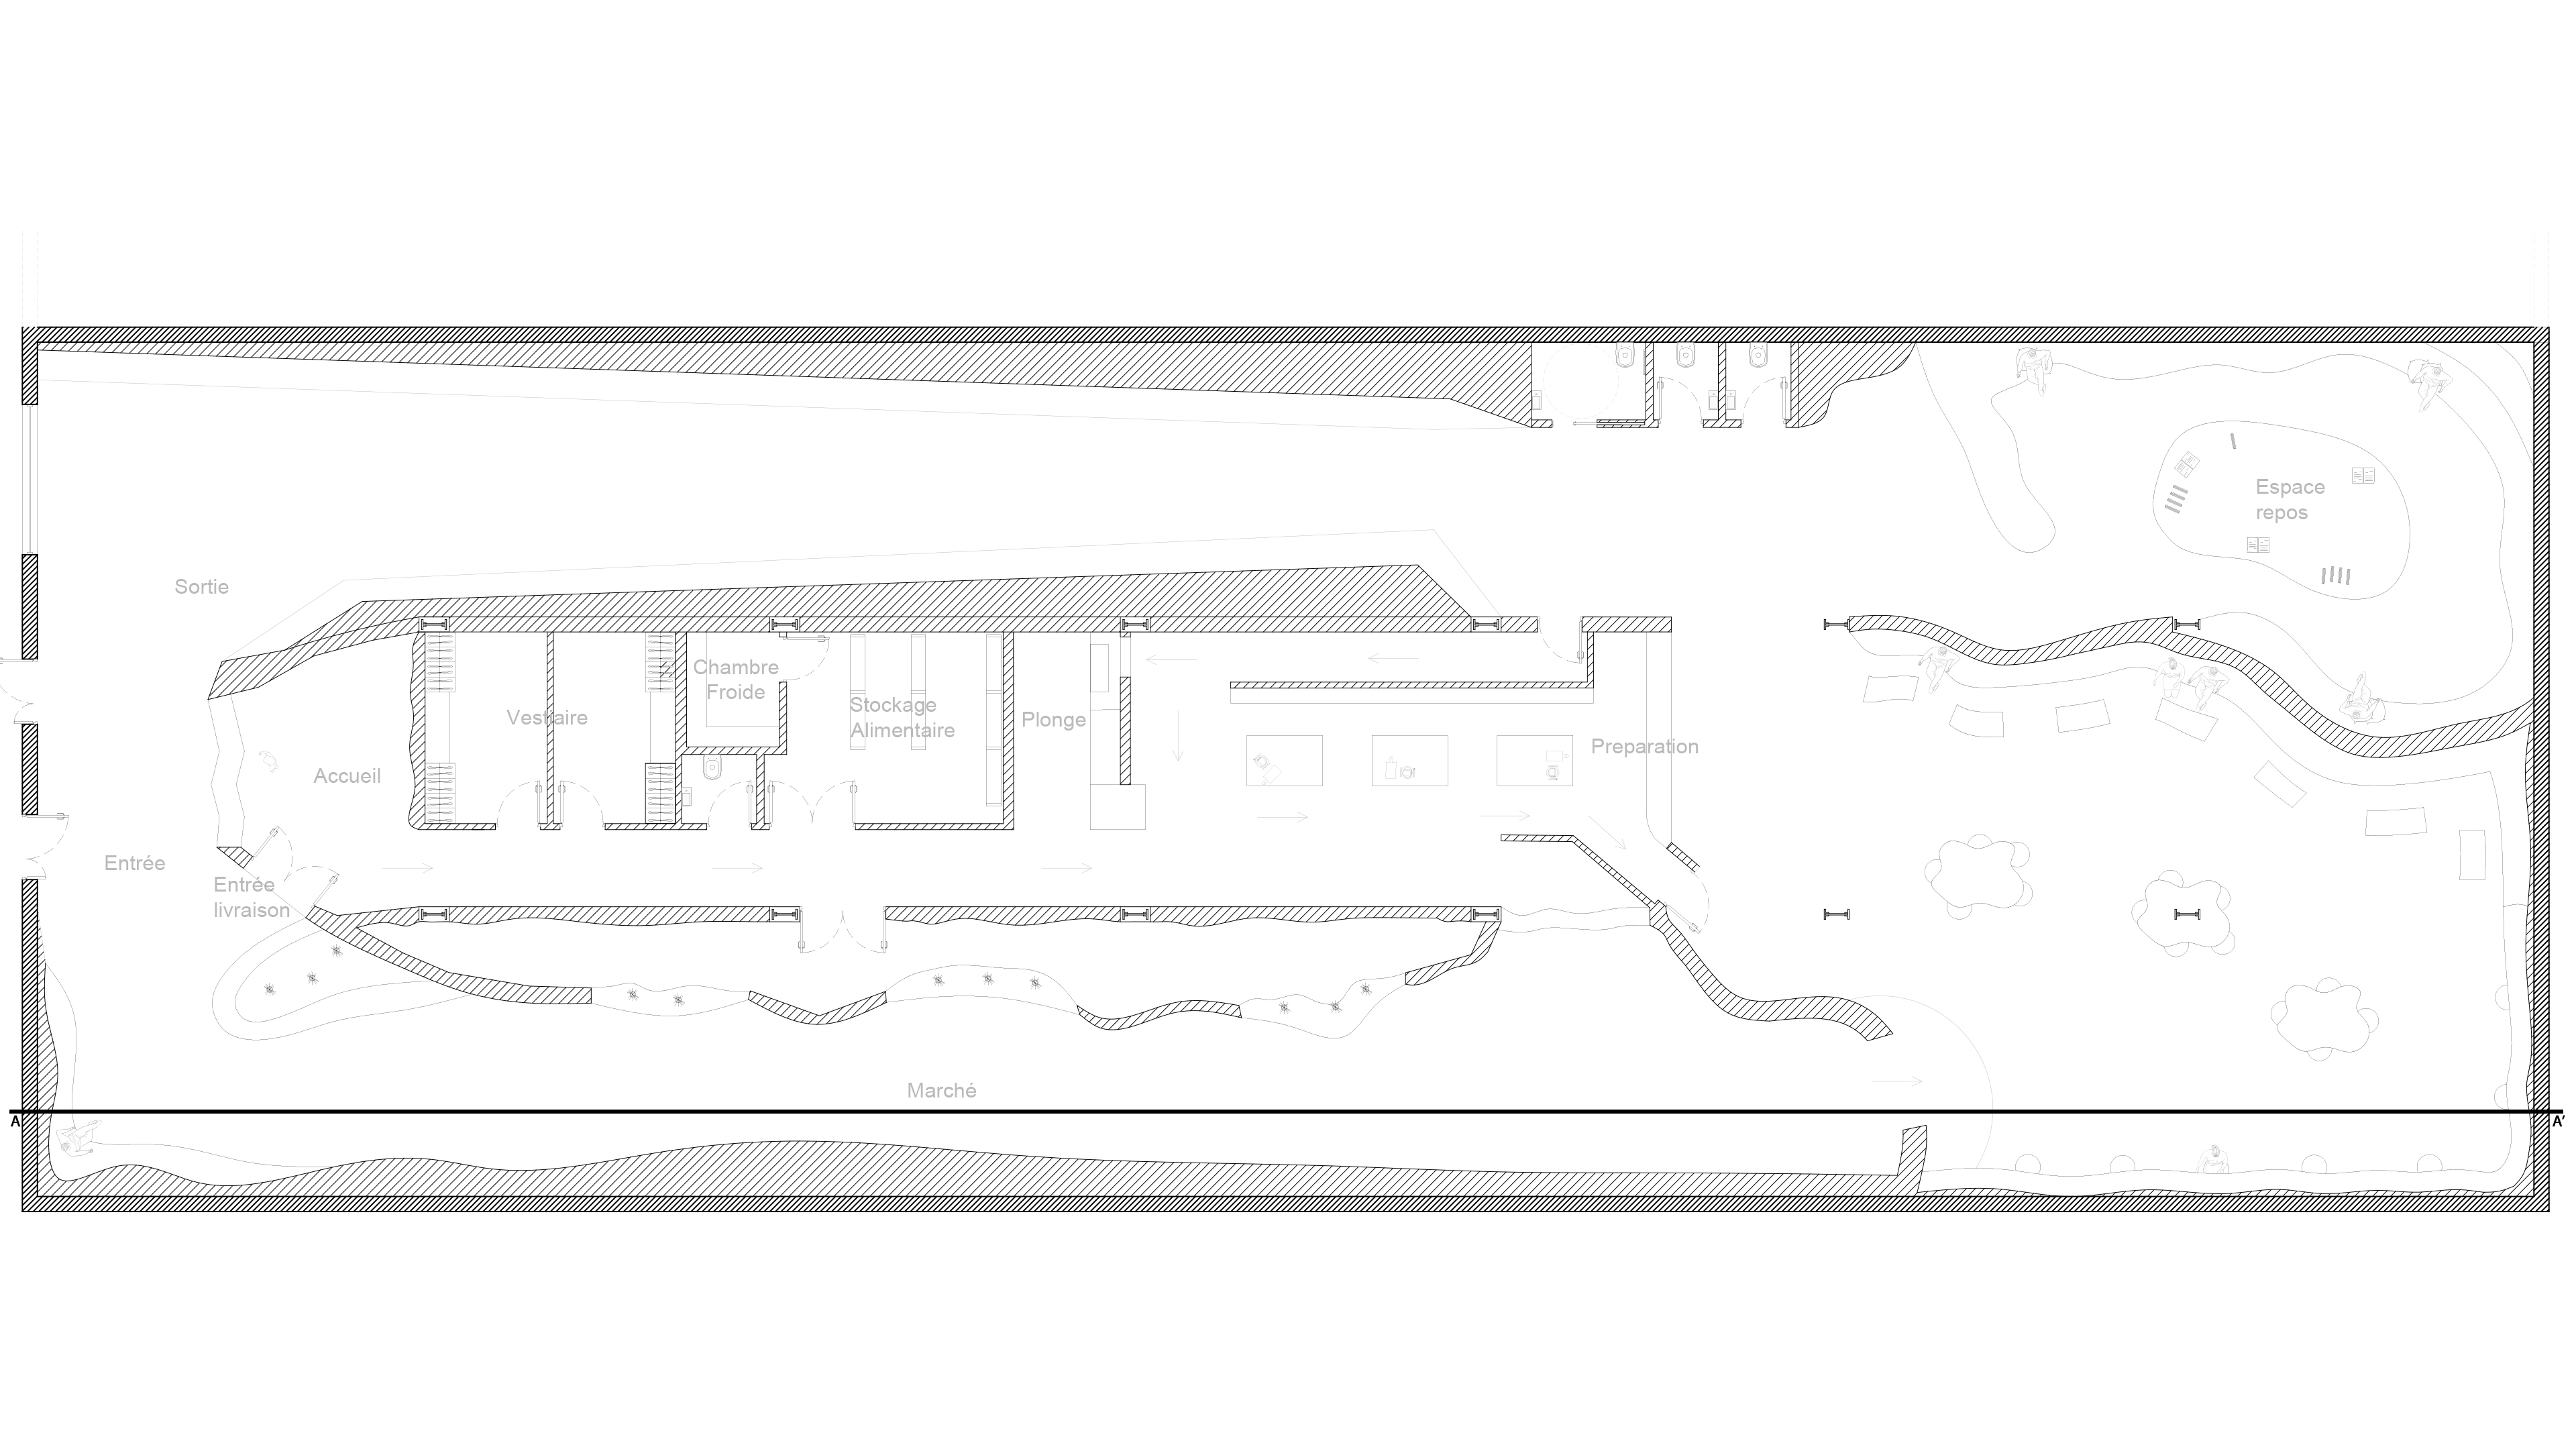 Espace
repos
Sortie
Chambre
Froide
Stockage
Alimentaire
Vestiaire
Plonge
Preparation
Accueil
Entrée
Entrée
livraison
Marché
A
A'